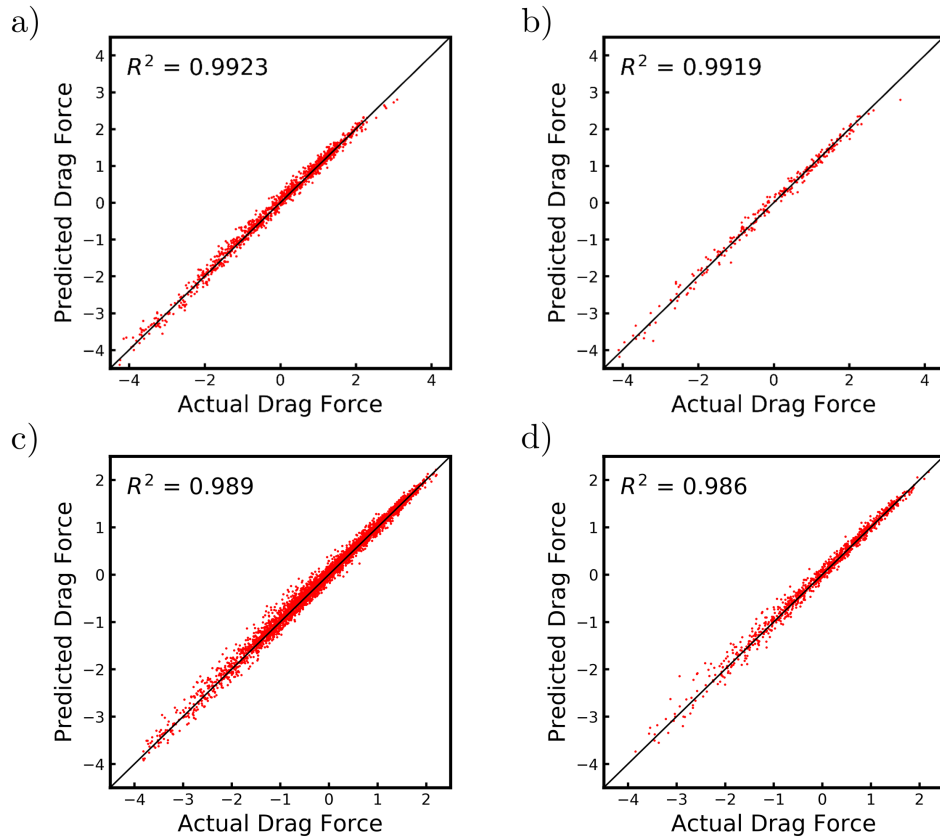 a)
R² = 0.9923
4
3
2
1
0
−1
−2
−3
−4
Predicted Drag Force
−4 −2 0 2 4
Actual Drag Force
b)
R² = 0.9919
4
3
2
1
0
−1
−2
−3
−4
Predicted Drag Force
−4 −2 0 2 4
Actual Drag Force
c)
R² = 0.989
2
1
0
−1
−2
−3
−4
Predicted Drag Force
−4 −3 −2 −1 0 1 2
Actual Drag Force
d)
R² = 0.986
2
1
0
−1
−2
−3
−4
Predicted Drag Force
−4 −3 −2 −1 0 1 2
Actual Drag Force